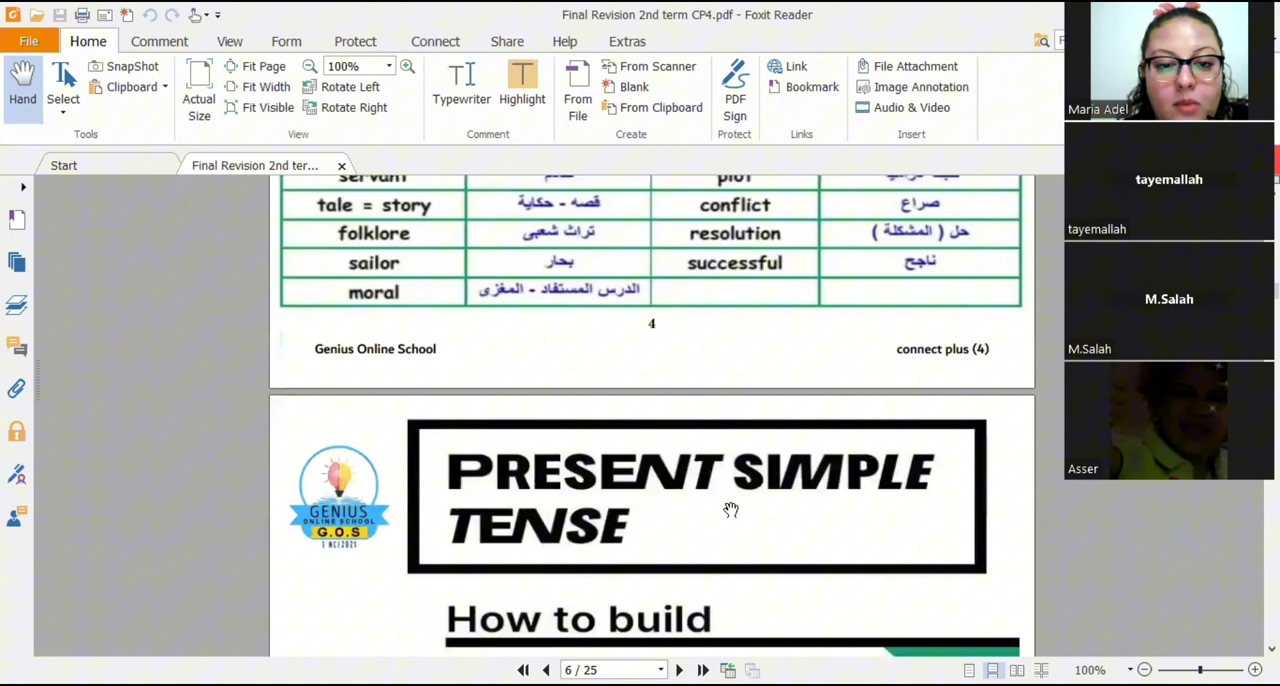 Final Revision 2nd term CP4.pdf - Foxit Reader
File Home Comment View Form Protect Connect Share Help Extras
Hand
Select
SnapShot
Clipboard
Actual Size
Fit Page
Fit Width
Fit Visible
100%
Rotate Left
Rotate Right
Typewriter
Highlight
From File
From Scanner
Blank
From Clipboard
PDF Sign
Link
Bookmark
File Attachment
Image Annotation
Audio & Video
Tools View Comment Create Protect Links Insert
Start Final Revision 2nd ter...
servant plot
tale = story قصه - حكاية conflict صراع
folklore تراث شعبى resolution حل ( المشكلة )
sailor بحار successful ناجح
moral الدرس المستفاد - المغزى
4
Genius Online School connect plus (4)
GENIUS
ONLINE SCHOOL
G.O.S
PRESENT SIMPLE
TENSE
How to build
6 / 25
100%
Maria Adel
tayemallah
tayemallah
M.Salah
M.Salah
Asser